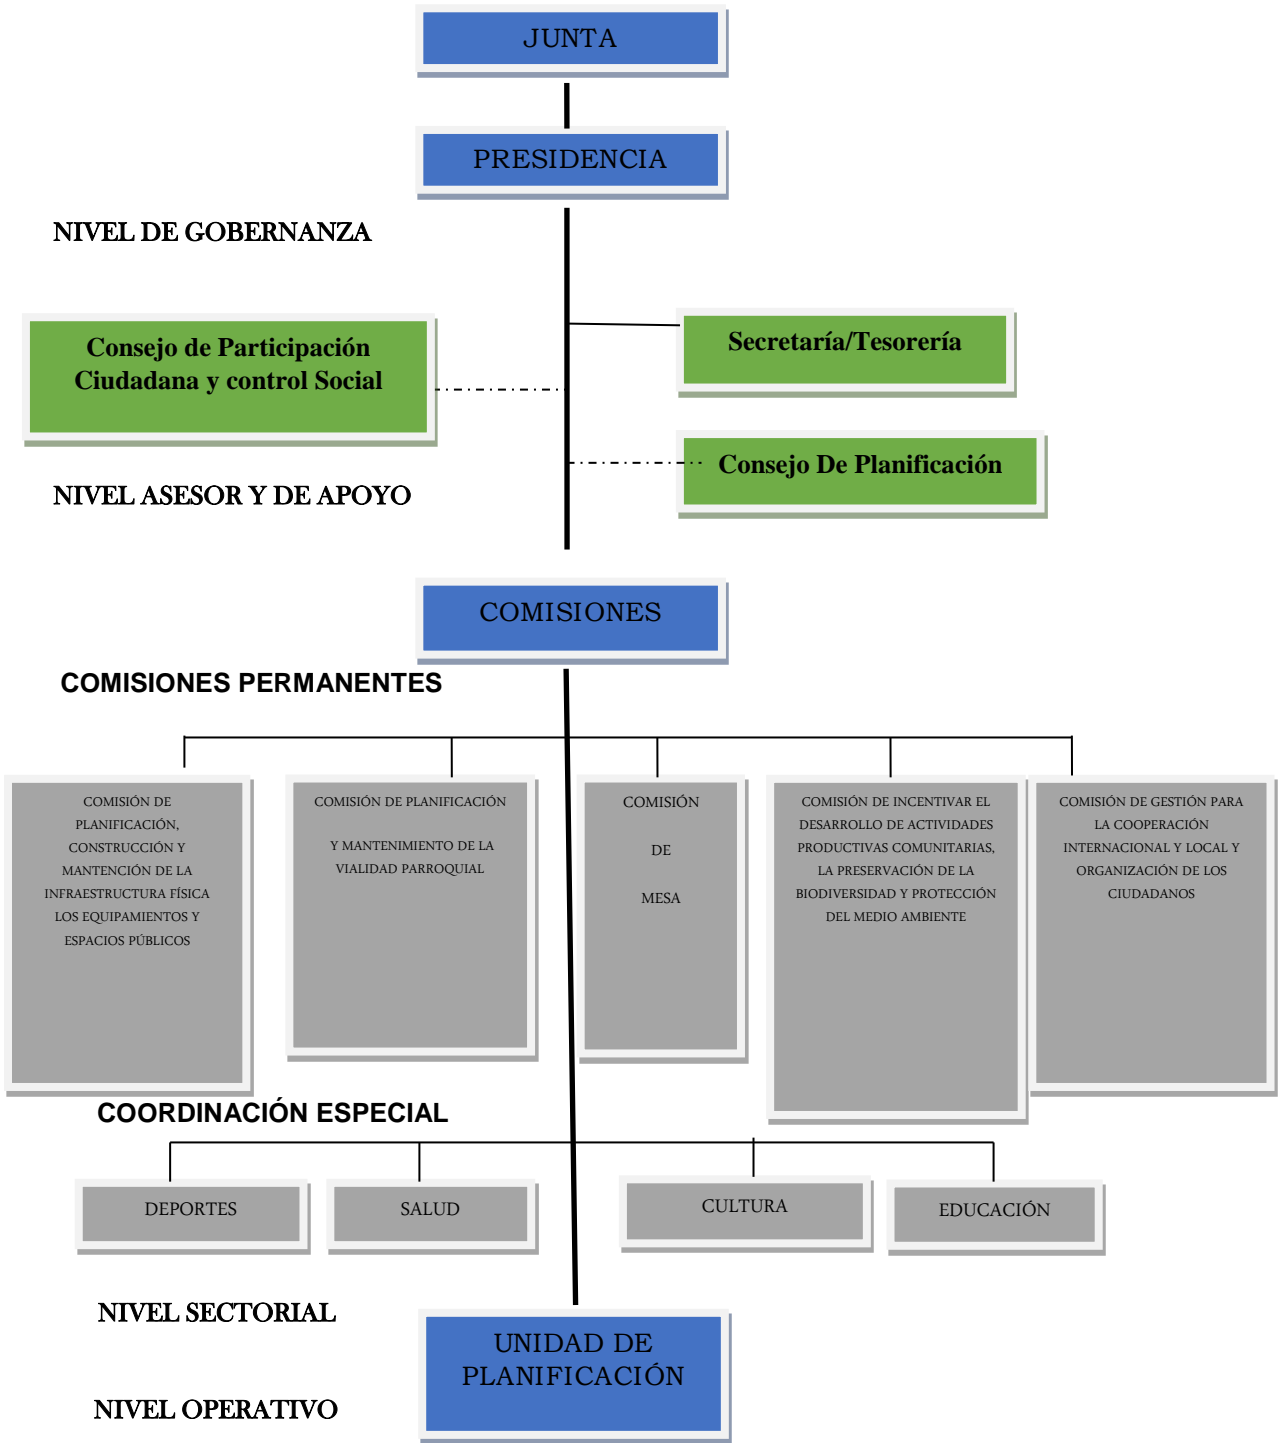 JUNTA
PRESIDENCIA
NIVEL DE GOBERNANZA
Consejo de Participación
Ciudadana y control Social
Secretaría/Tesorería
Consejo De Planificación
NIVEL ASESOR Y DE APOYO
COMISIONES
COMISIONES PERMANENTES
COMISIÓN DE
PLANIFICACIÓN,
CONSTRUCCIÓN Y
MANTENCIÓN DE LA
INFRAESTRUCTURA FÍSICA
LOS EQUIPAMIENTOS Y
ESPACIOS PÚBLICOS
COMISIÓN DE PLANIFICACIÓN
Y MANTENIMIENTO DE LA
VIALIDAD PARROQUIAL
COMISIÓN
DE
MESA
COMISIÓN DE INCENTIVAR EL
DESARROLLO DE ACTIVIDADES
PRODUCTIVAS COMUNITARIAS,
LA PRESERVACIÓN DE LA
BIODIVERSIDAD Y PROTECCIÓN
DEL MEDIO AMBIENTE
COMISIÓN DE GESTIÓN PARA
LA COOPERACIÓN
INTERNACIONAL Y LOCAL Y
ORGANIZACIÓN DE LOS
CIUDADANOS
COORDINACIÓN ESPECIAL
DEPORTES
SALUD
CULTURA
EDUCACIÓN
NIVEL SECTORIAL
UNIDAD DE
PLANIFICACIÓN
NIVEL OPERATIVO